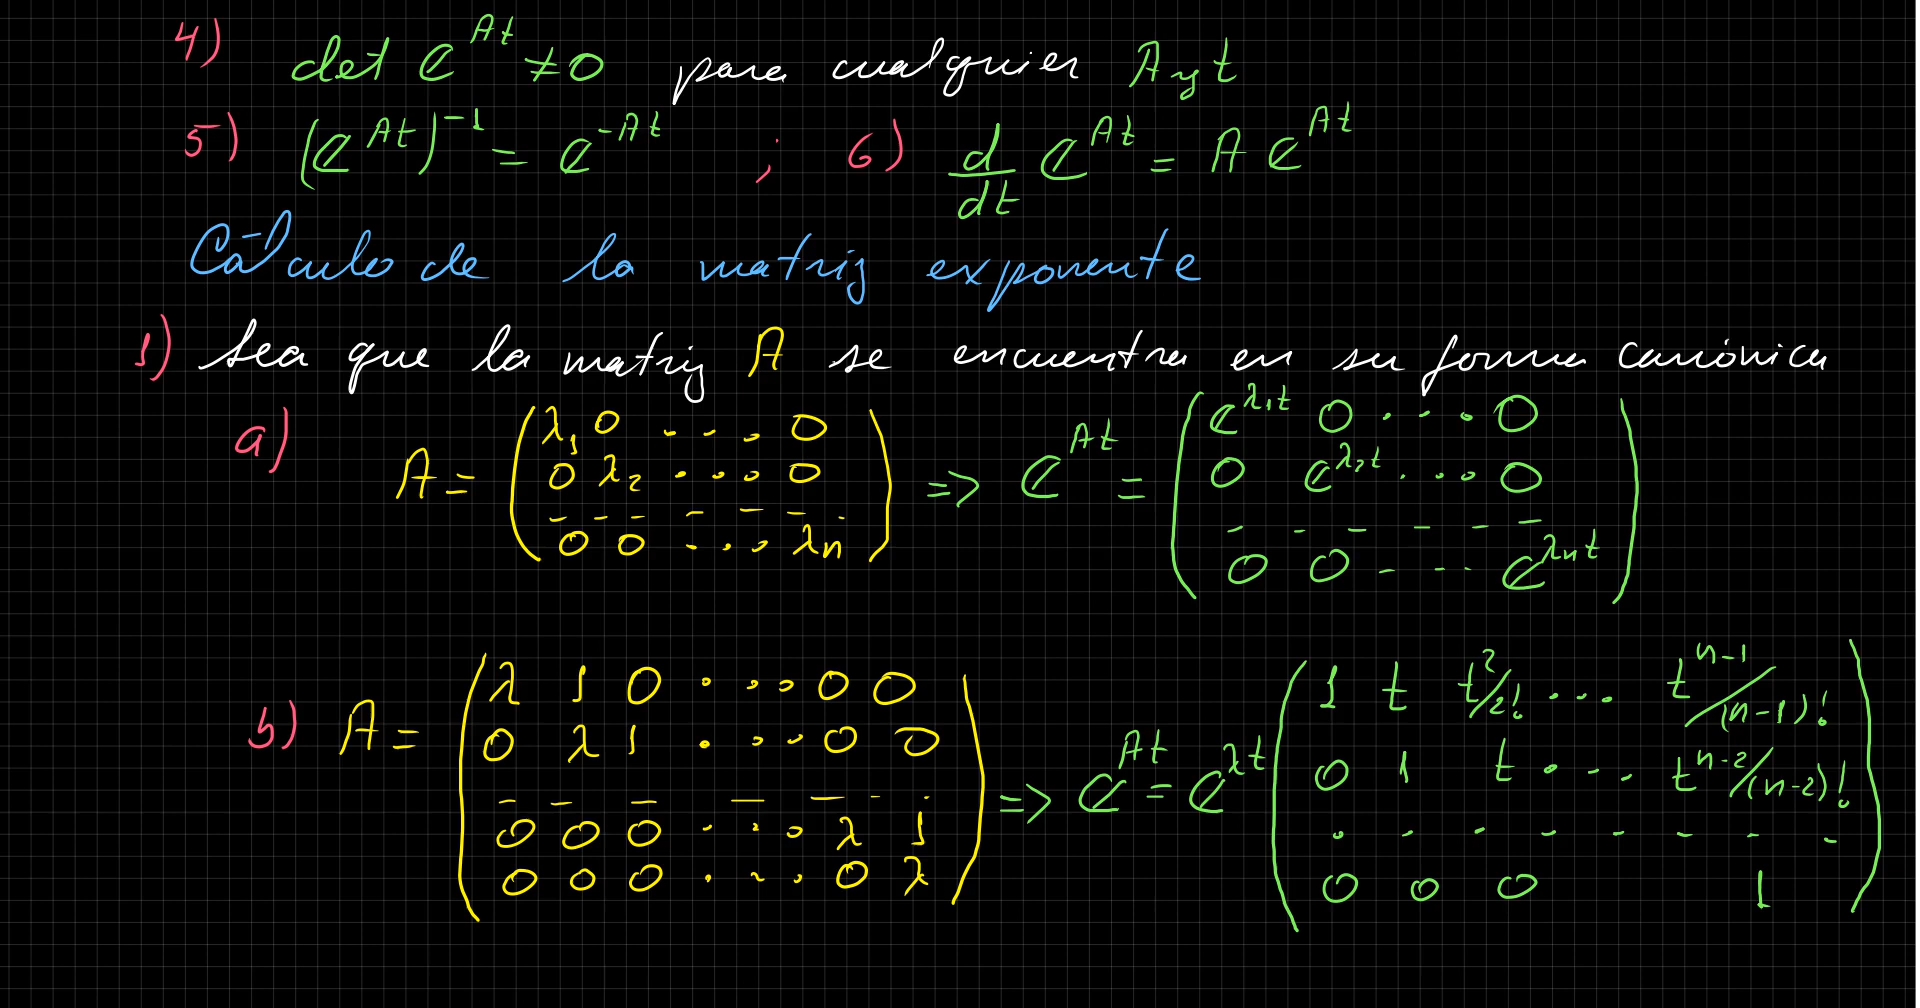 4) det e^{At} ≠ 0 para cualquier A y t
5) (e^{At})^{-1} = e^{-At} ; 6) d/dt e^{At} = A e^{At}
Cálculo de la matriz exponente
1) Sea que la matriz A se encuentra en su forma canónica
a) A = (λ₁ 0 ... 0; 0 λ₂ ... 0; - - - - - -; 0 0 ... λn) => e^{At} = (e^{λ₁t} 0 ... 0; 0 e^{λ₂t} ... 0; - - - - - -; 0 0 ... e^{λnt})
b) A = (λ 1 0 ... 0 0; 0 λ 1 ... 0 0; - - - - - - -; 0 0 0 ... λ 1; 0 0 0 ... 0 λ) => e^{At} = e^{λt} (1 t t²/2! ... t^{n-1}/(n-1)!; 0 1 t ... t^{n-2}/(n-2)!; . . . . . . . .; 0 0 0 1)